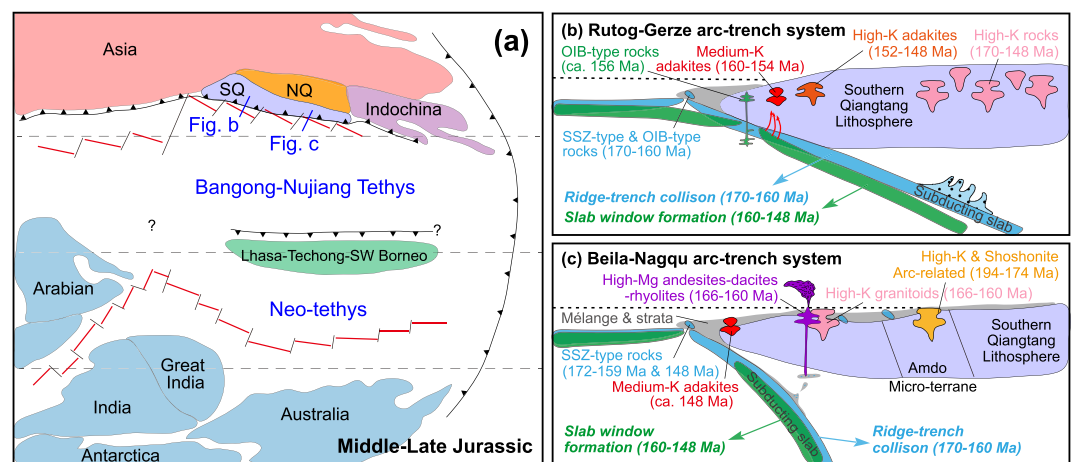 (a)
Asia
SQ
NQ
Indochina
Fig. b
Fig. c
Bangong-Nujiang Tethys
?
?
Lhasa-Techong-SW Borneo
Arabian
Neo-tethys
Great
India
India
Australia
Antarctica
Middle-Late Jurassic
(b) Rutog-Gerze arc-trench system
OIB-type rocks
(ca. 156 Ma)
Medium-K
adakites (160-154 Ma)
High-K adakites
(152-148 Ma)
High-K rocks
(170-148 Ma)
Southern
Qiangtang
Lithosphere
SSZ-type & OIB-type
rocks (170-160 Ma)
Ridge-trench collison (170-160 Ma)
Slab window formation (160-148 Ma)
Subducting slab
(c) Beila-Nagqu arc-trench system
High-Mg andesites-dacites
-rhyolites (166-160 Ma)
High-K & Shoshonite
Arc-related (194-174 Ma)
High-K granitoids (166-160 Ma)
Mélange & strata
Southern
Qiangtang
Lithosphere
SSZ-type rocks
(172-159 Ma & 148 Ma)
Medium-K adakites
(ca. 148 Ma)
Amdo
Micro-terrane
Subducting slab
Slab window
formation (160-148 Ma)
Ridge-trench
collison (170-160 Ma)